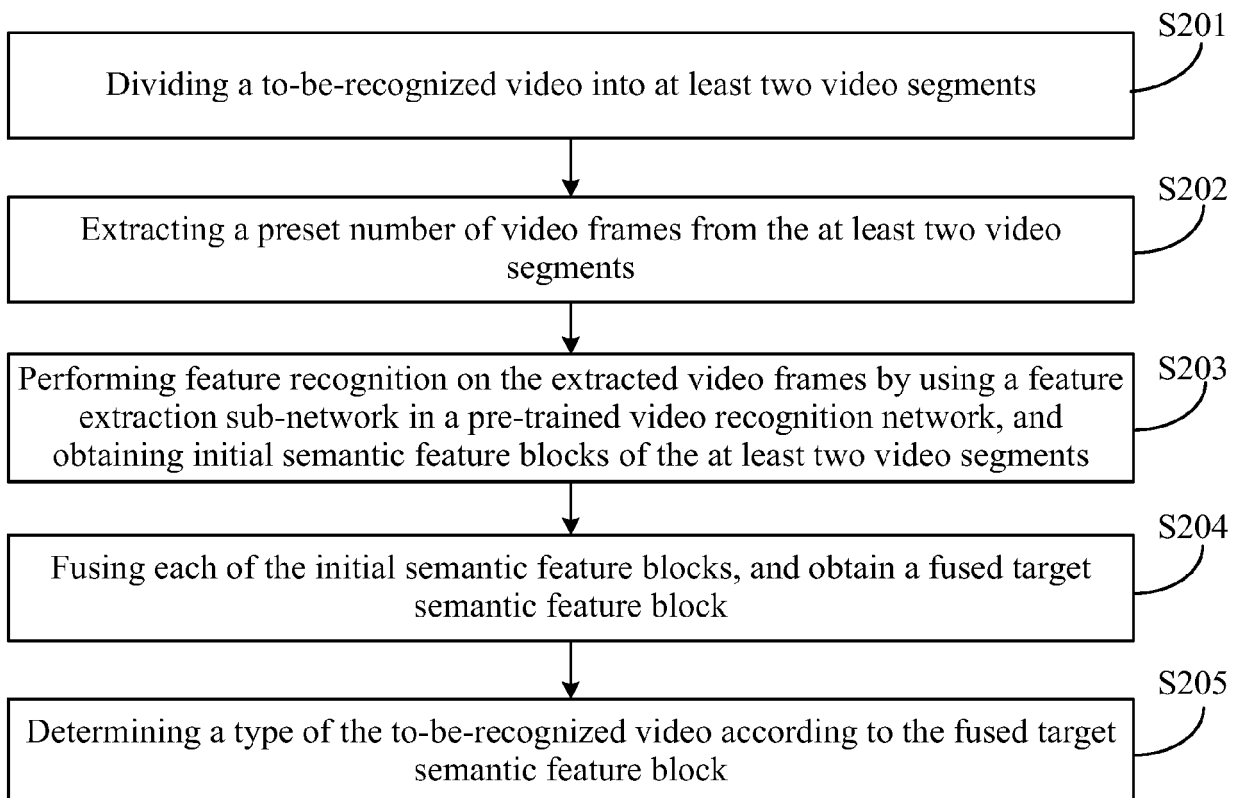 S201
Dividing a to-be-recognized video into at least two video segments
S202
Extracting a preset number of video frames from the at least two video
segments
S203
Performing feature recognition on the extracted video frames by using a feature
extraction sub-network in a pre-trained video recognition network, and
obtaining initial semantic feature blocks of the at least two video segments
S204
Fusing each of the initial semantic feature blocks, and obtain a fused target
semantic feature block
S205
Determining a type of the to-be-recognized video according to the fused target
semantic feature block